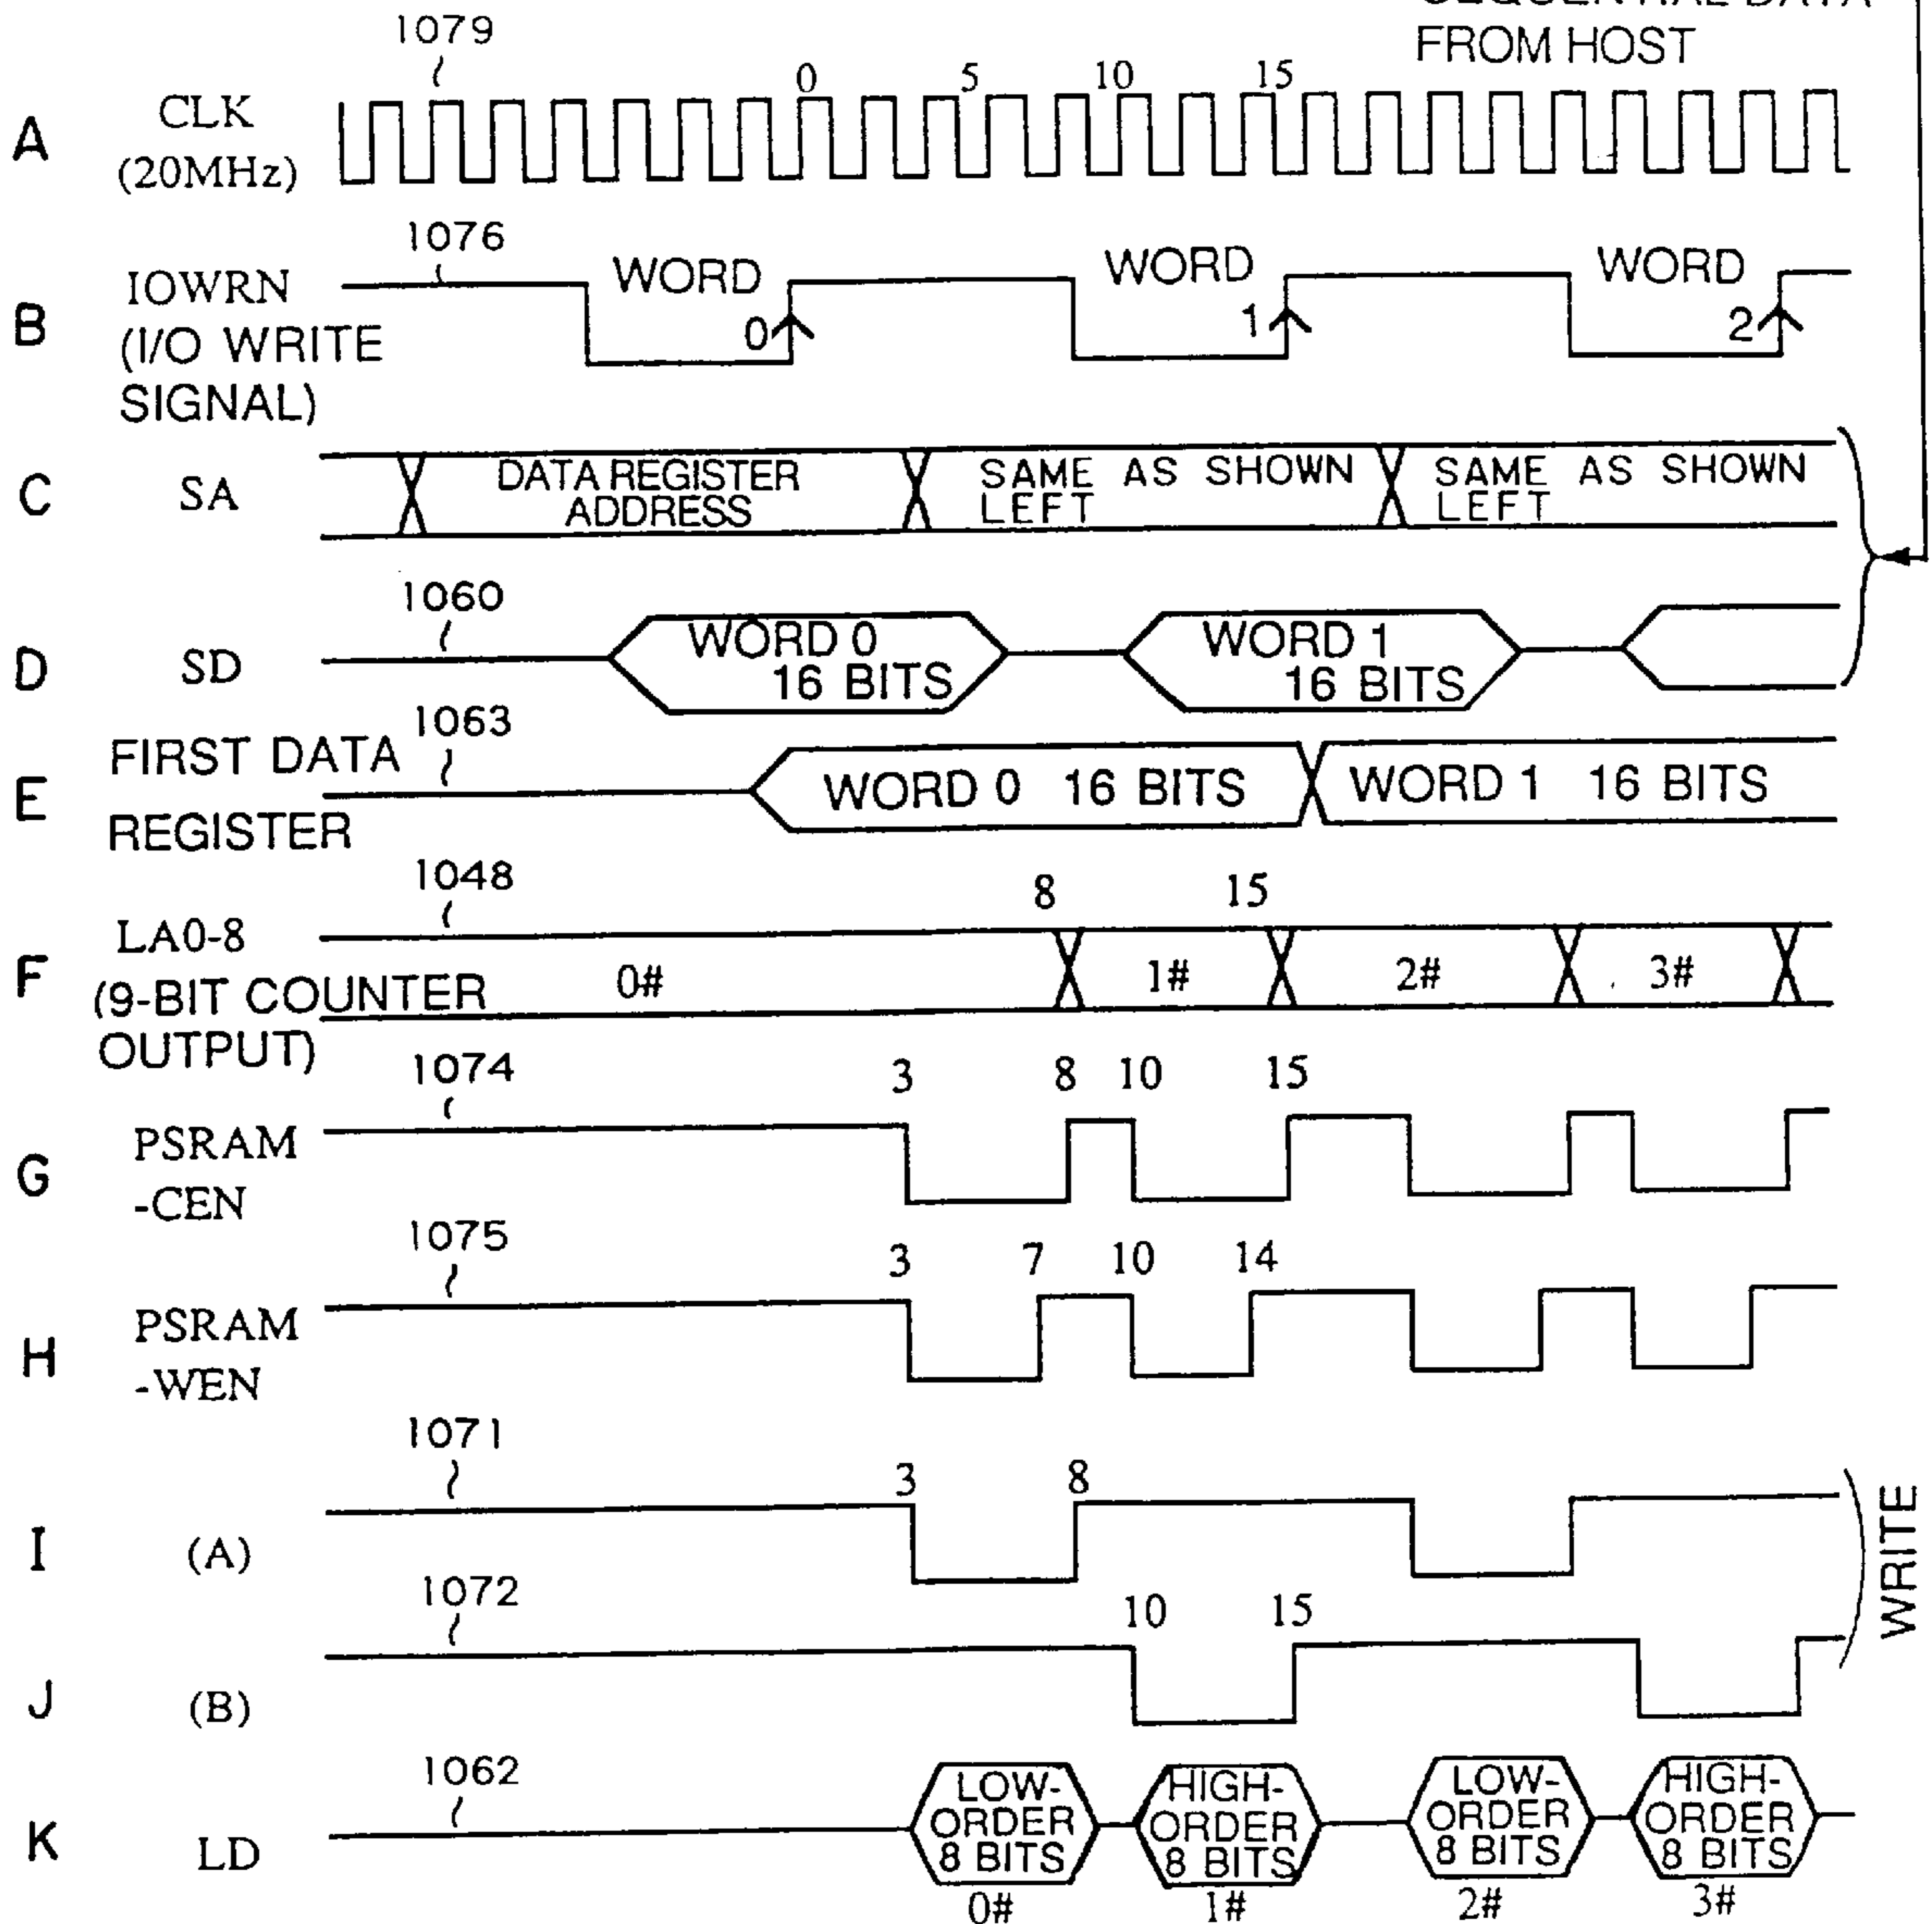 SEQUENTIAL DATA
FROM HOST
1079
0 5 10 15
A CLK
(20MHz)
1076
WORD WORD WORD
B IOWRN
(I/O WRITE
SIGNAL)
0 1 2
C SA
DATA REGISTER
ADDRESS
SAME AS SHOWN
LEFT
SAME AS SHOWN
LEFT
1060
D SD
WORD 0
16 BITS
WORD 1
16 BITS
1063
E FIRST DATA
REGISTER
WORD 0 16 BITS
WORD 1 16 BITS
1048
8 15
F LA0-8
(9-BIT COUNTER
OUTPUT)
0# 1# 2# 3#
1074
3 8 10 15
G PSRAM
-CEN
1075
3 7 10 14
H PSRAM
-WEN
1071
3 8
I (A)
WRITE
1072
10 15
J (B)
1062
K LD
LOW-
ORDER
8 BITS
0#
HIGH-
ORDER
8 BITS
1#
LOW-
ORDER
8 BITS
2#
HIGH-
ORDER
8 BITS
3#